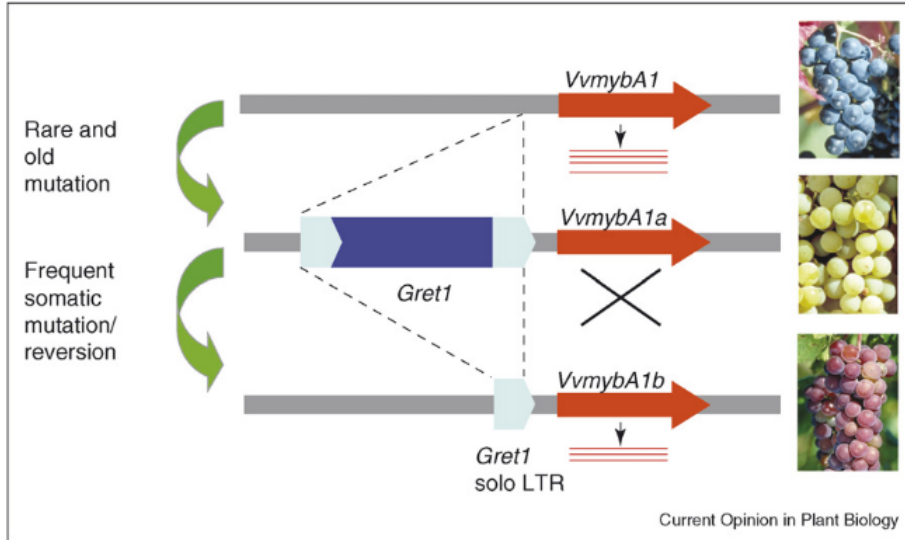 VvmybA1
Rare and
old
mutation
VvmybA1a
Gret1
Frequent
somatic
mutation/
reversion
VvmybA1b
Gret1
solo LTR
Current Opinion in Plant Biology